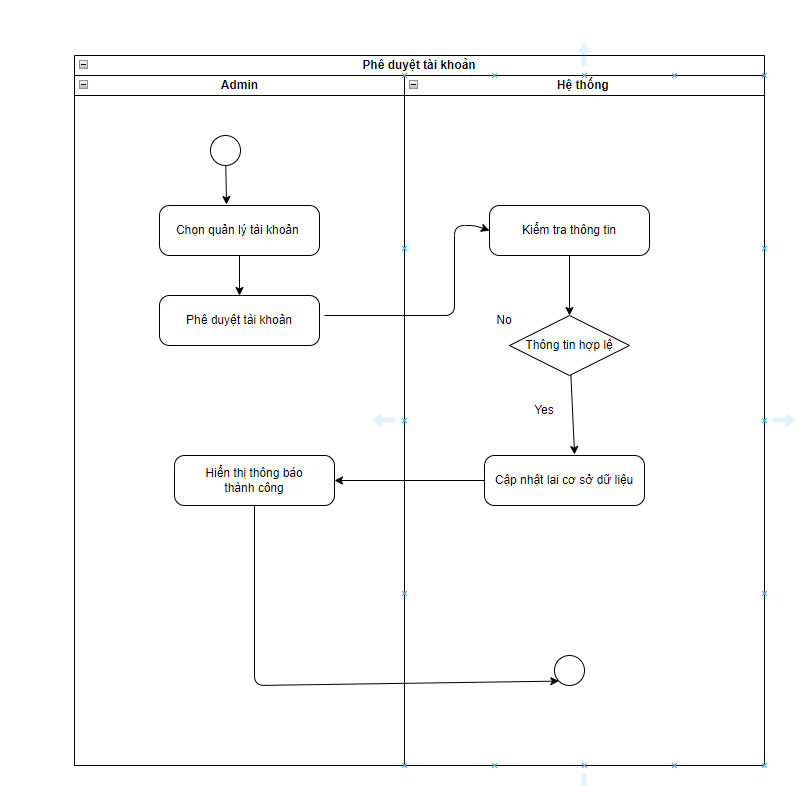 Phê duyệt tài khoản
Admin
Hệ thống
Chọn quản lý tài khoản
Kiểm tra thông tin
Phê duyệt tài khoản
No
Thông tin hợp lệ
Yes
Hiển thị thông báo
thành công
Cập nhật lai cơ sở dữ liệu